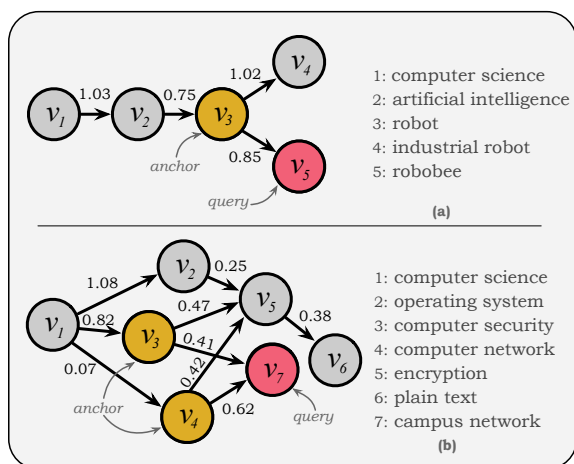 v1
1.03
v2
0.75
v3
1.02
v4
0.85
v5
anchor
query
1: computer science
2: artificial intelligence
3: robot
4: industrial robot
5: robobee
(a)
v1
1.08
v2
0.25
0.82
v3
0.47
v5
0.38
v6
0.41
0.07
0.42
v7
v4
0.62
anchor
query
1: computer science
2: operating system
3: computer security
4: computer network
5: encryption
6: plain text
7: campus network
(b)